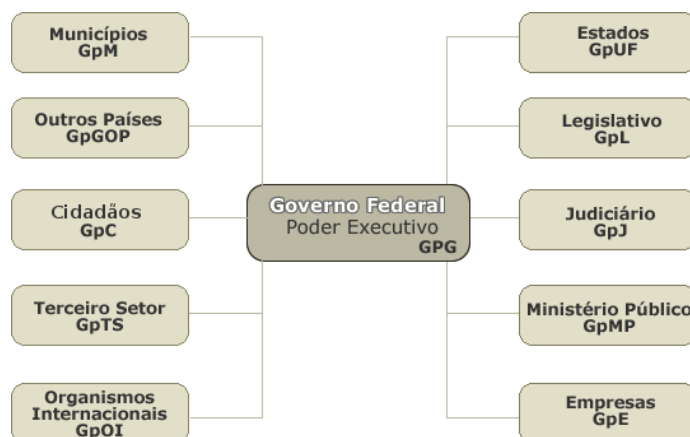 Municípios
GpM
Outros Países
GpGOP
Cidadãos
GpC
Terceiro Setor
GpTS
Organismos
Internacionais
GpOI
Governo Federal
Poder Executivo
GPG
Estados
GpUF
Legislativo
GpL
Judiciário
GpJ
Ministério Público
GpMP
Empresas
GpE